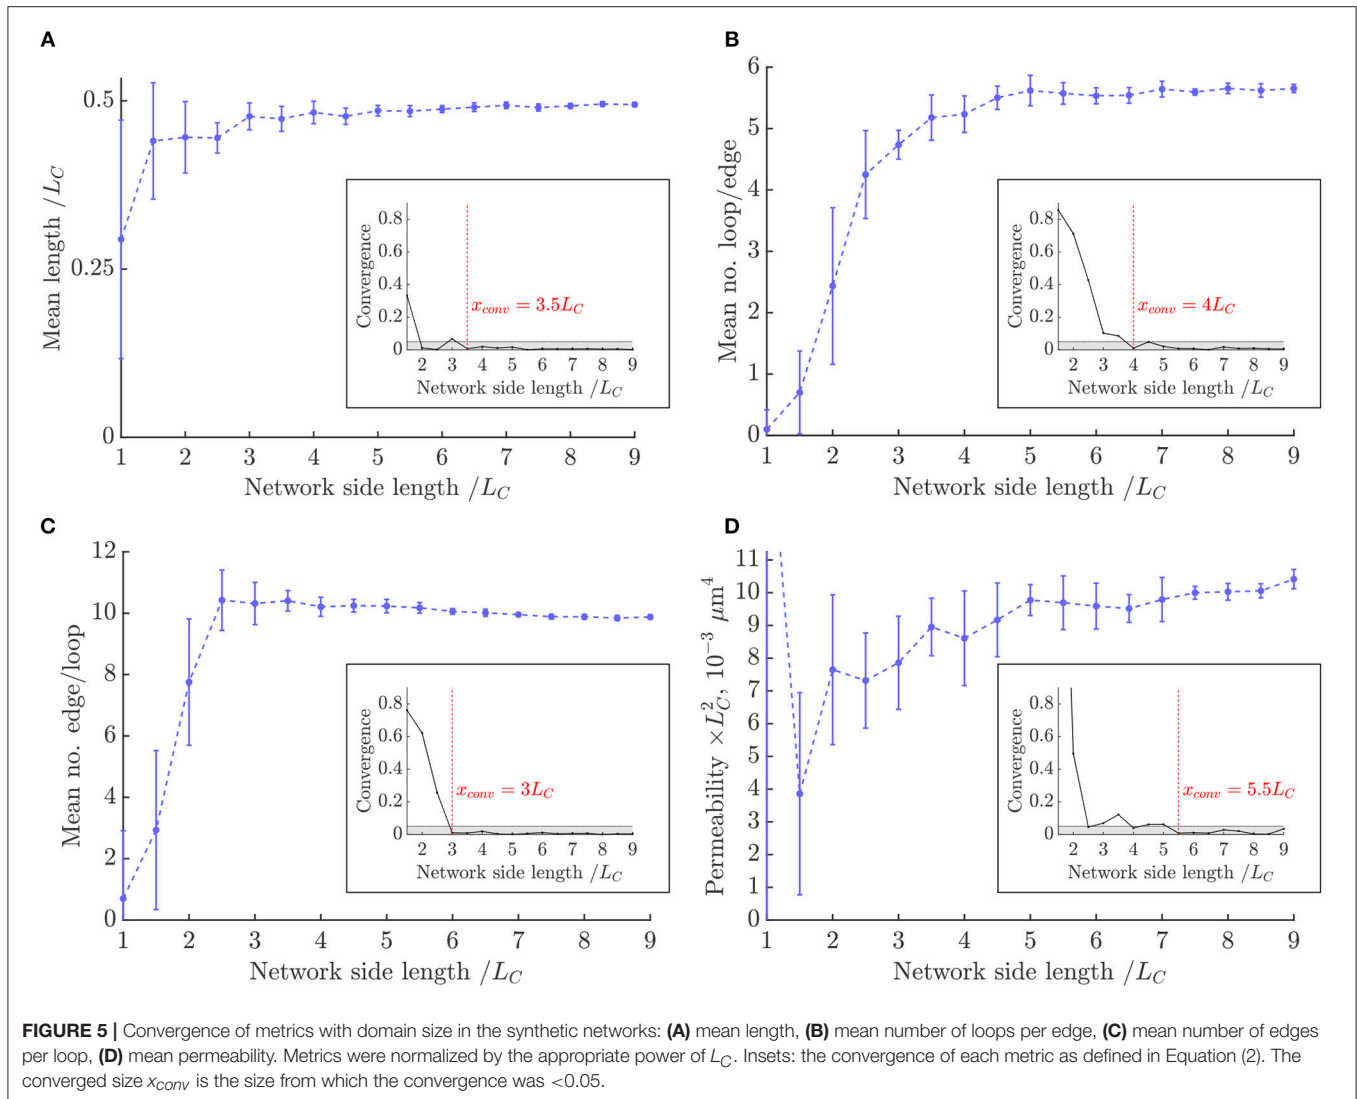 A
0.5
0.25
0
Mean length /L_C
1 2 3 4 5 6 7 8 9
Network side length /L_C
0.8
0.6
0.4
0.2
0
Convergence
x_conv = 3.5L_C
2 3 4 5 6 7 8 9
Network side length /L_C
B
6
5
4
3
2
1
0
Mean no. loop/edge
1 2 3 4 5 6 7 8 9
Network side length /L_C
0.8
0.6
0.4
0.2
0
Convergence
x_conv = 4L_C
2 3 4 5 6 7 8 9
Network side length /L_C
C
12
10
8
6
4
2
0
Mean no. edge/loop
1 2 3 4 5 6 7 8 9
Network side length /L_C
0.8
0.6
0.4
0.2
0
Convergence
x_conv = 3L_C
2 3 4 5 6 7 8 9
Network side length /L_C
D
11
10
9
8
7
6
5
4
3
2
1
0
Permeability ×L_C^2, 10^−3 μm^4
1 2 3 4 5 6 7 8 9
Network side length /L_C
0.8
0.6
0.4
0.2
0
Convergence
x_conv = 5.5L_C
2 3 4 5 6 7 8 9
Network side length /L_C
FIGURE 5 | Convergence of metrics with domain size in the synthetic networks: (A) mean length, (B) mean number of loops per edge, (C) mean number of edges
per loop, (D) mean permeability. Metrics were normalized by the appropriate power of L_C. Insets: the convergence of each metric as defined in Equation (2). The
converged size x_conv is the size from which the convergence was <0.05.